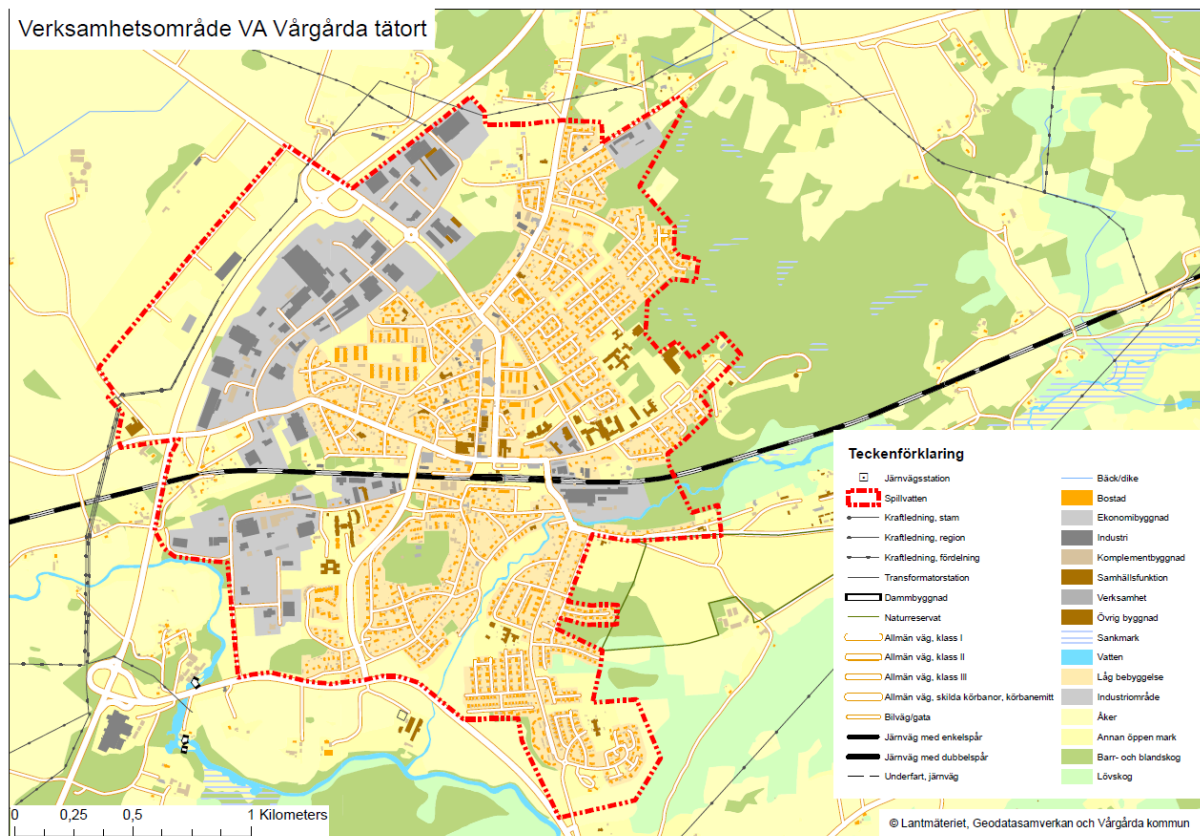 Verksamhetsområde VA Vårgårda tätort
Teckenförklaring
Järnvägsstation
Spillvatten
Kraftledning, stam
Kraftledning, region
Kraftledning, fördelning
Transformatorstation
Dammbyggnad
Naturreservat
Allmän väg, klass I
Allmän väg, klass II
Allmän väg, klass III
Allmän väg, skilda körbanor, körbanemitt
Bilväg/gata
Järnväg med enkelspår
Järnväg med dubbelspår
Underfart, järnväg
Bäck/dike
Bostad
Ekonomibyggnad
Industri
Komplementbyggnad
Samhällsfunktion
Verksamhet
Övrig byggnad
Sankmark
Vatten
Låg bebyggelse
Industriområde
Åker
Annan öppen mark
Barr- och blandskog
Lövskog
0 0,25 0,5 1 Kilometers
© Lantmäteriet, Geodatasamverkan och Vårgårda kommun